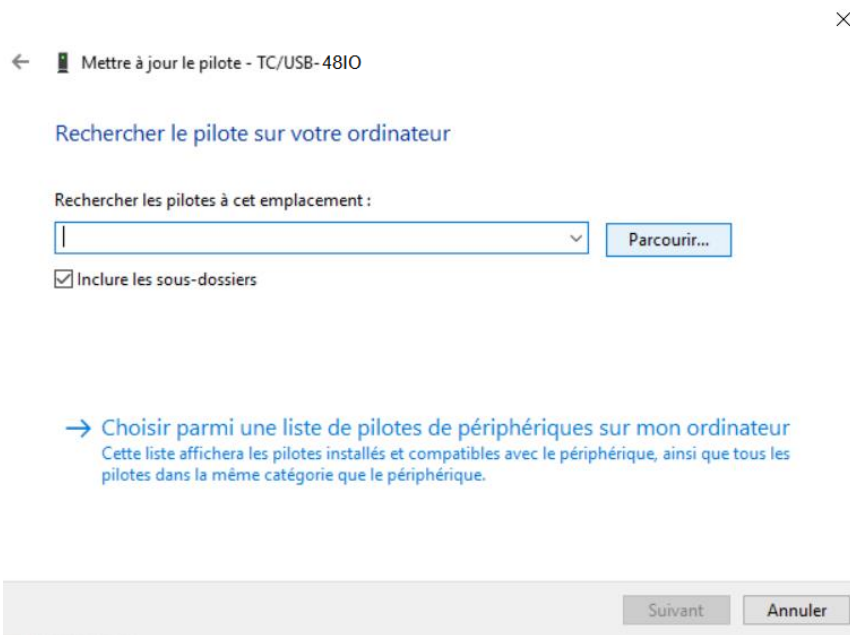 Mettre à jour le pilote - TC/USB-48IO
Rechercher le pilote sur votre ordinateur
Rechercher les pilotes à cet emplacement :
Parcourir...
Inclure les sous-dossiers
Choisir parmi une liste de pilotes de périphériques sur mon ordinateur
Cette liste affichera les pilotes installés et compatibles avec le périphérique, ainsi que tous les
pilotes dans la même catégorie que le périphérique.
Suivant
Annuler